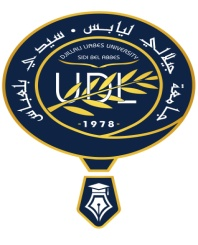 جامعة جيلالي ليابس • سيدي بلعباس
DJILLALI LIABES UNIVERSITY
SIDI BEL ABBES
UDL
-1978-